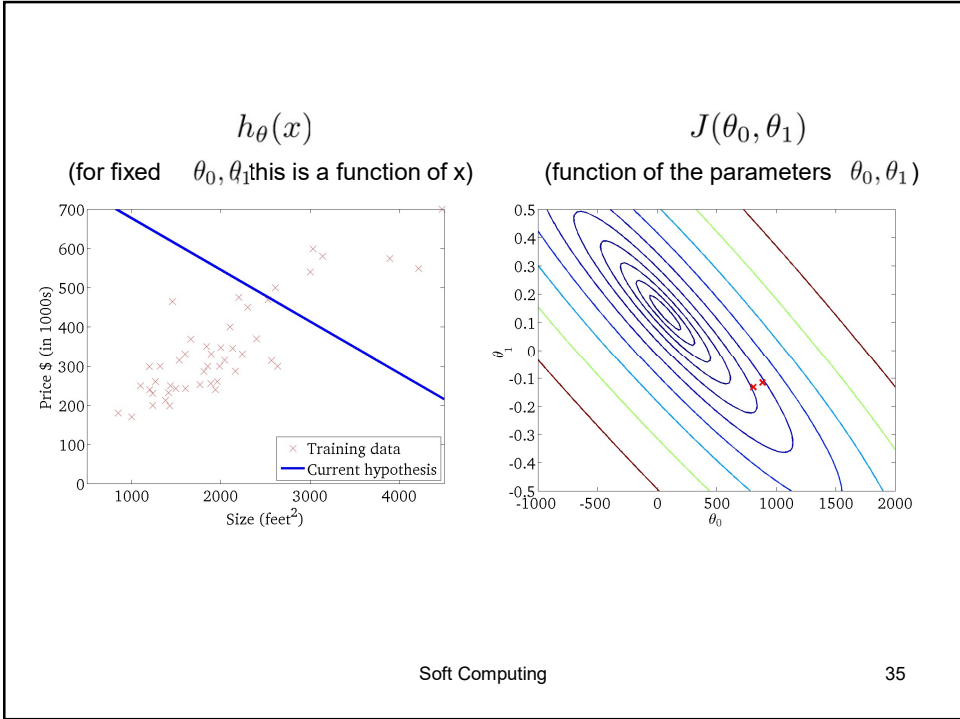 h_θ(x)
(for fixed θ₀, θ₁ this is a function of x)
700
600
500
400
300
200
100
0
Price $ (in 1000s)
1000 2000 3000 4000
Size (feet²)
Training data
Current hypothesis
J(θ₀, θ₁)
(function of the parameters θ₀, θ₁)
0.5
0.4
0.3
0.2
0.1
0
-0.1
-0.2
-0.3
-0.4
-0.5
θ₁
-1000 -500 0 500 1000 1500 2000
θ₀
Soft Computing 35